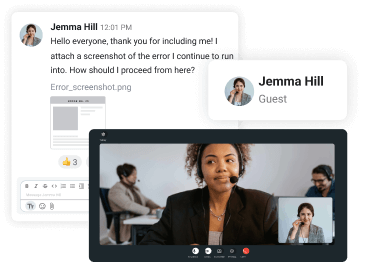 Jemma Hill 12:01 PM
Hello everyone, thank you for including me! I
attach a screenshot of the error I continue to run
into. How should I proceed from here?
Error_screenshot.png
👍 3
Jemma Hill
Guest
B I S
Tr